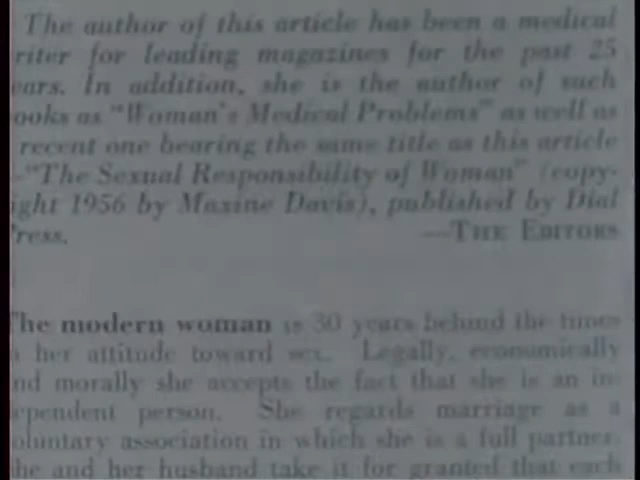 The author of this article has been a medical
riter for leading magazines for the past 25
ears. In addition, she is the author of such
ooks as "Woman's Medical Problems" as well as
recent one bearing the same title as this article
—"The Sexual Responsibility of Woman" (copy-
ight 1956 by Maxine Davis), published by Dial
ress. —THE EDITORS
The modern woman is 30 years behind the times
her attitude toward sex. Legally, economically
nd morally she accepts the fact that she is an in-
ependent person. She regards marriage as a
oluntary association in which she is a full partner.
he and her husband take it for granted that each